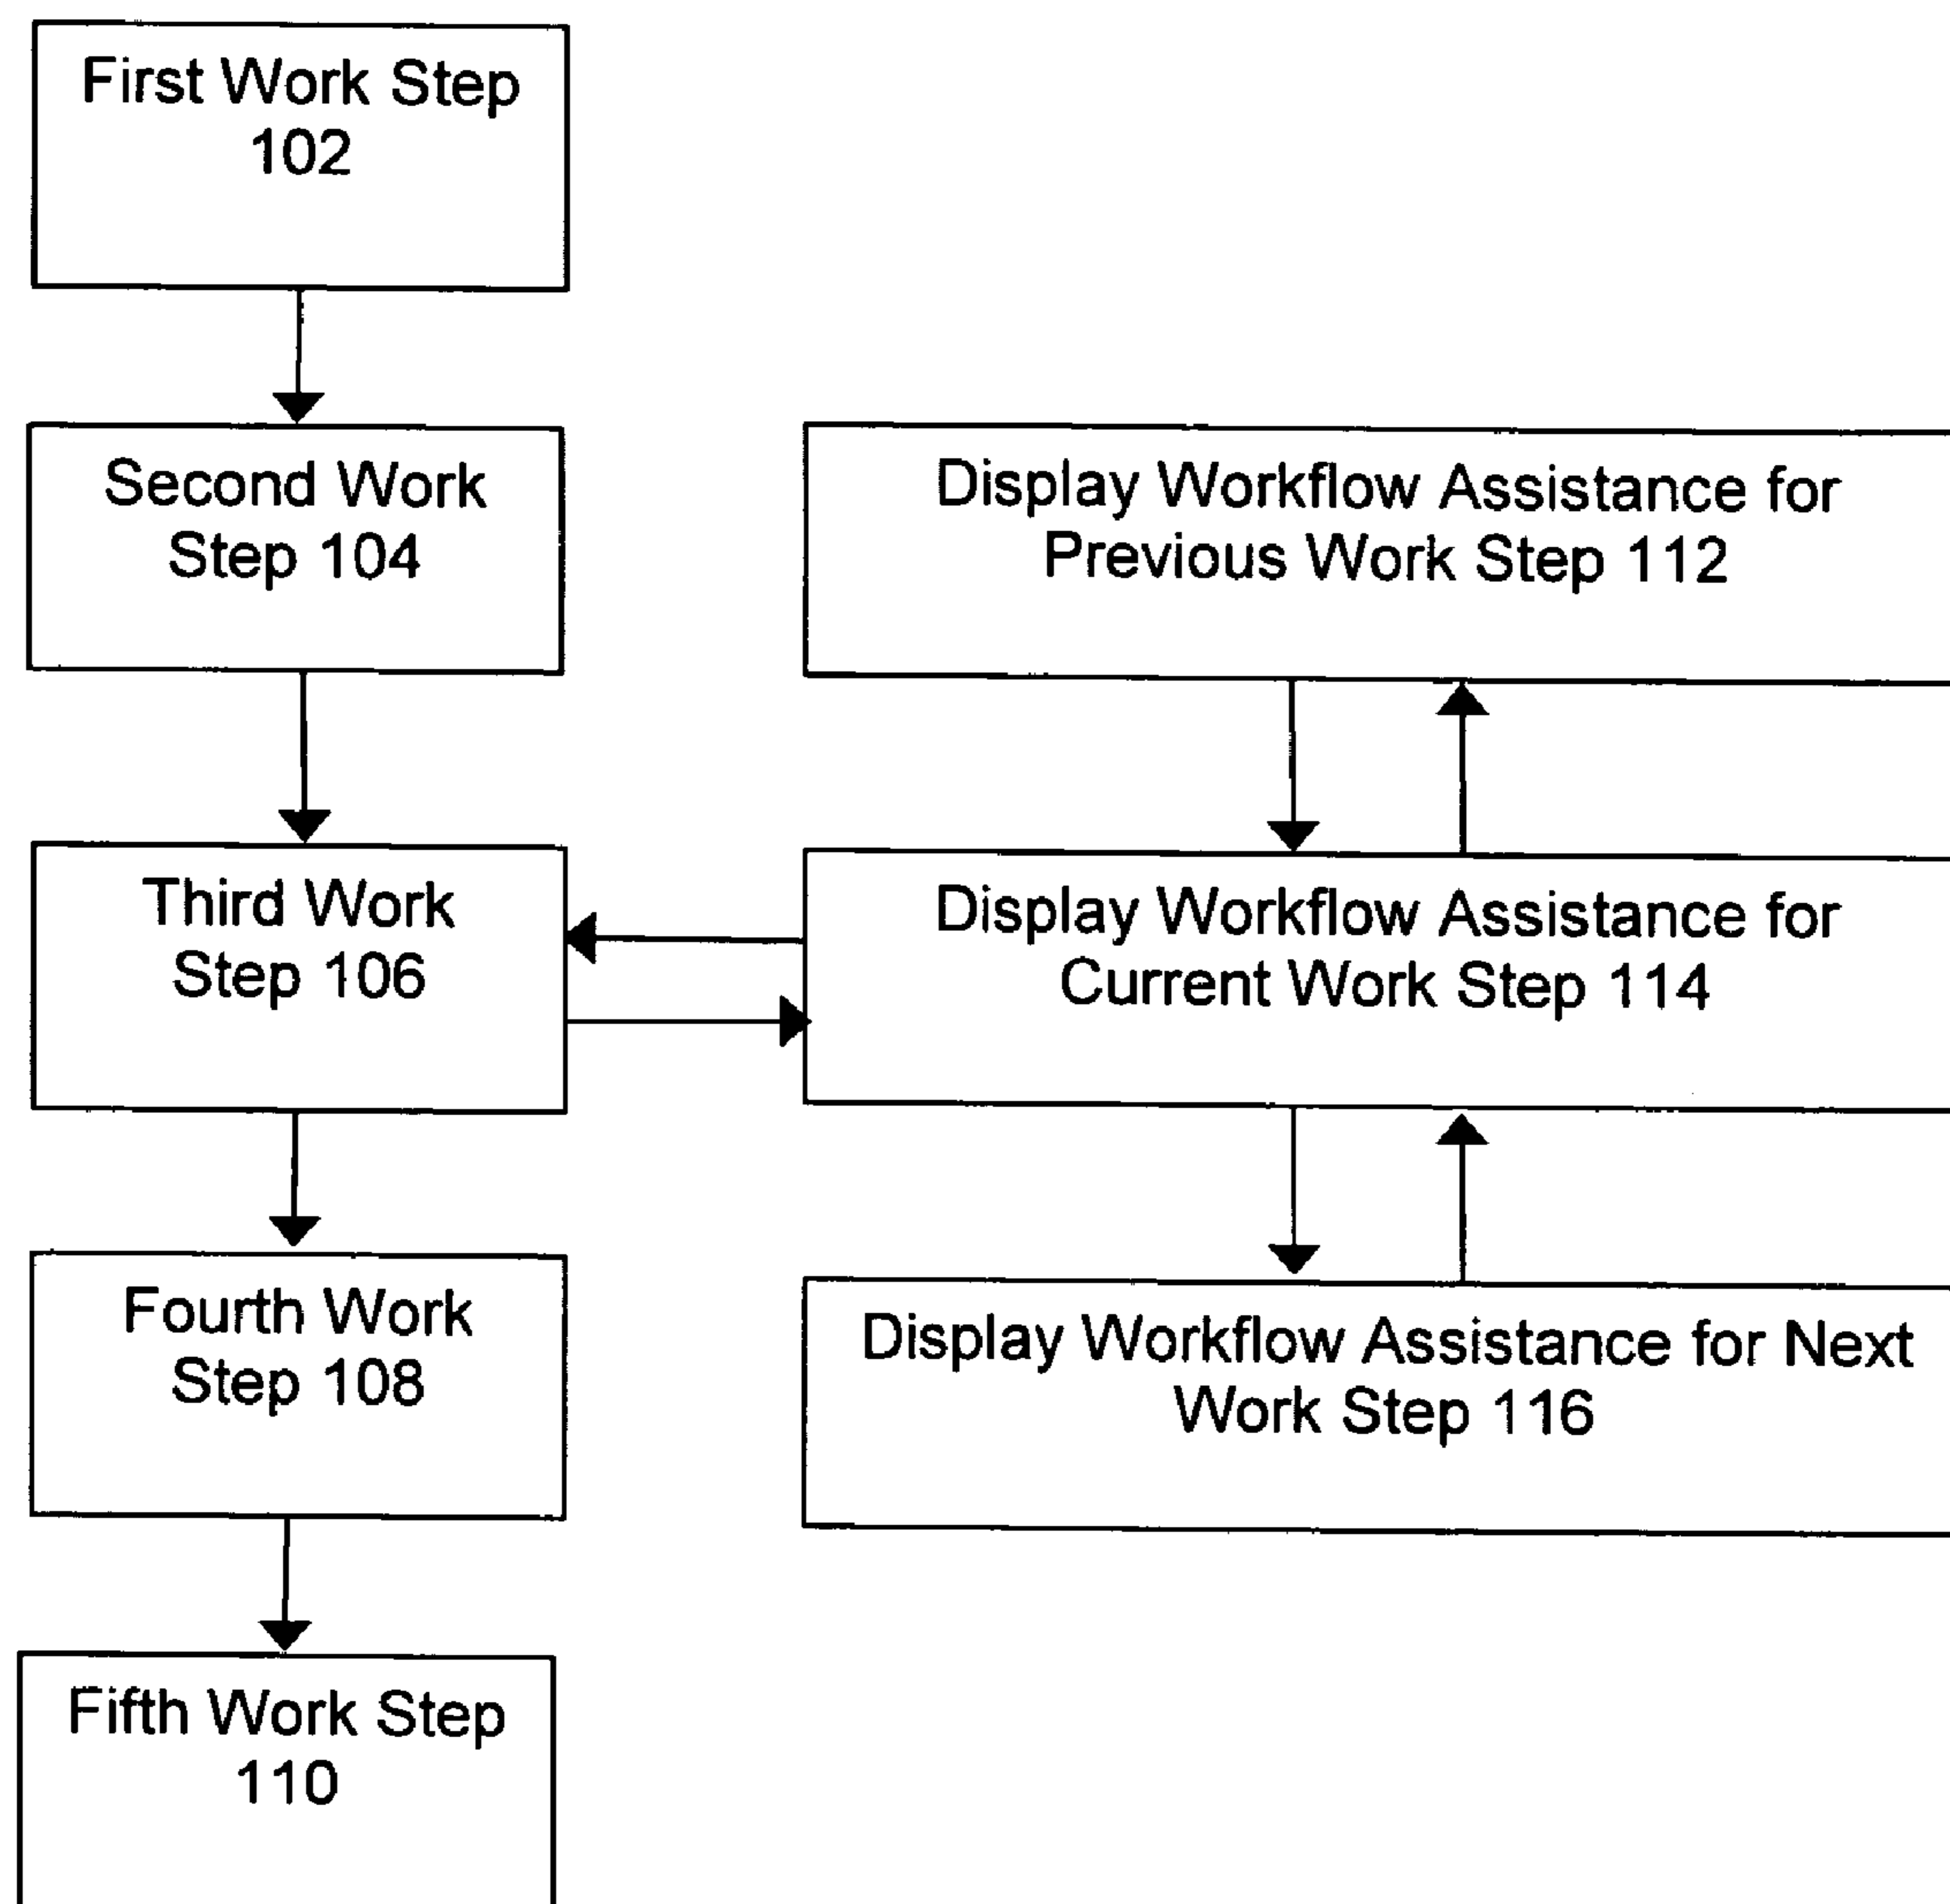 First Work Step
102
Second Work
Step 104
Display Workflow Assistance for
Previous Work Step 112
Third Work
Step 106
Display Workflow Assistance for
Current Work Step 114
Fourth Work
Step 108
Display Workflow Assistance for Next
Work Step 116
Fifth Work Step
110